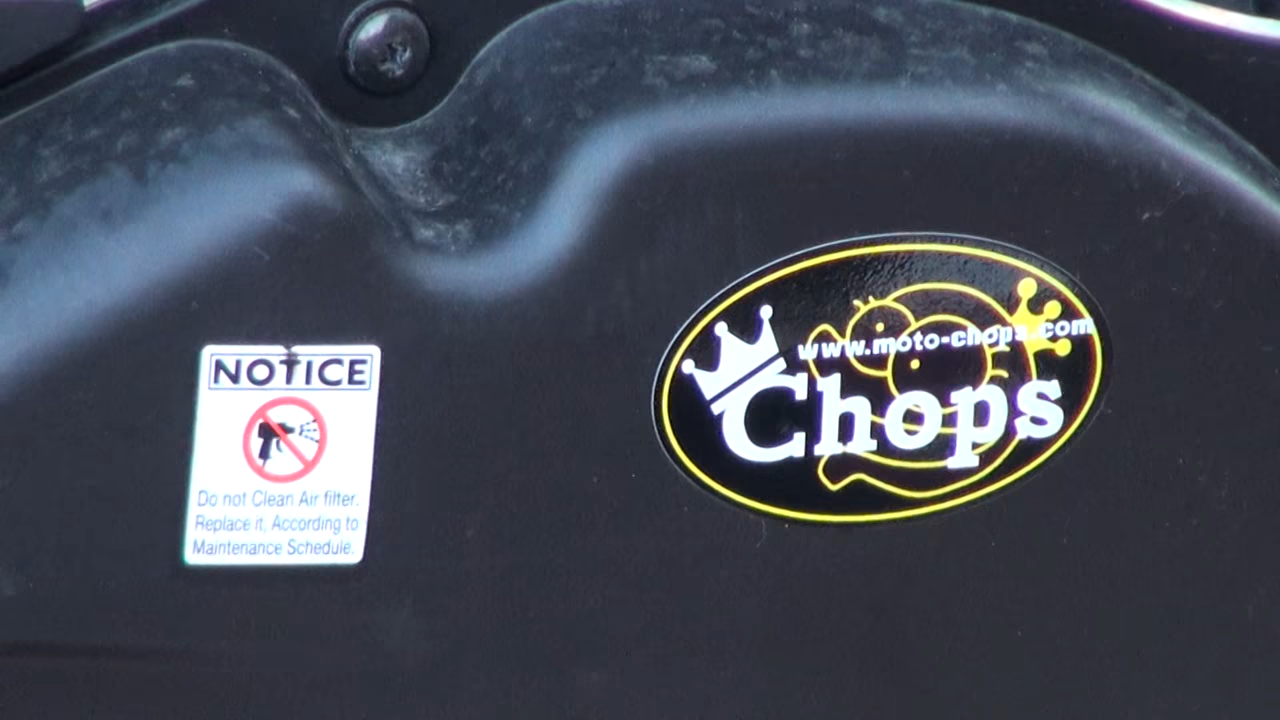 NOTICE
Do not Clean Air filter.
Replace it, According to
Maintenance Schedule.
www.moto-chops.com
Chops